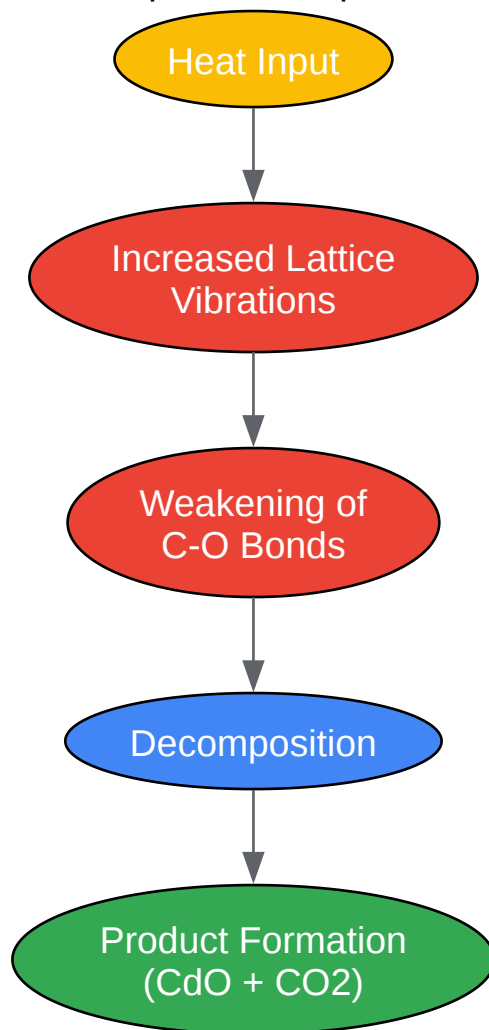 Heat Input
Increased Lattice
Vibrations
Weakening of
C-O Bonds
Decomposition
Product Formation
(CdO + CO2)